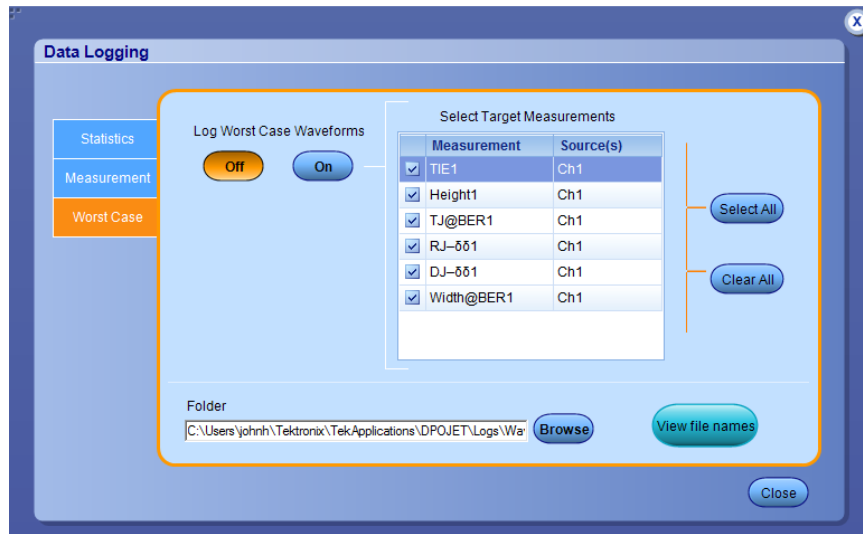 X
Data Logging
Statistics
Measurement
Worst Case
Log Worst Case Waveforms
Off
On
Select Target Measurements
Measurement Source(s)
TIE1 Ch1
Height1 Ch1
TJ@BER1 Ch1
RJ–δδ1 Ch1
DJ–δδ1 Ch1
Width@BER1 Ch1
Select All
Clear All
Folder
C:\Users\johnh\Tektronix\TekApplications\DPOJET\Logs\Wa
Browse
View file names
Close